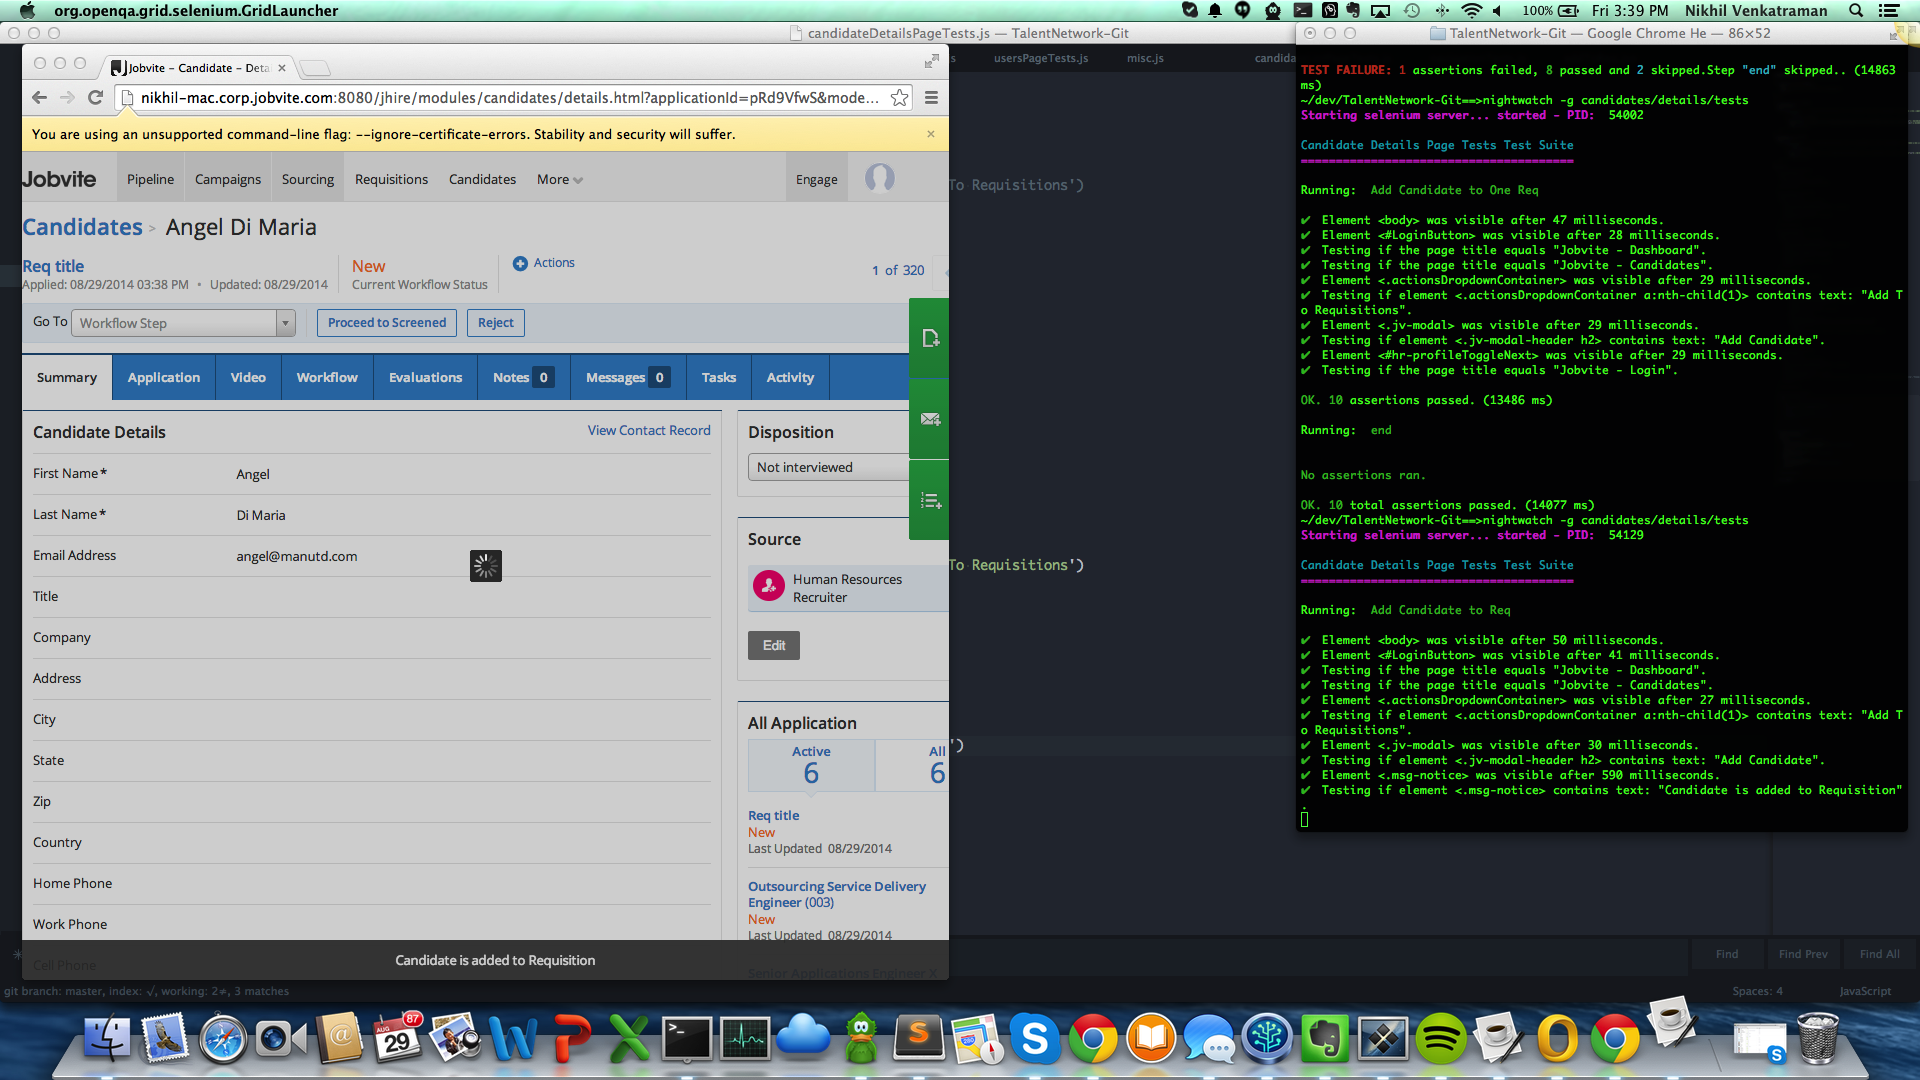 org.openqa.grid.selenium.GridLauncher
100%
Fri 3:39 PM
Nikhil Venkatraman
candidateDetailsPageTests.js — TalentNetwork-Git
usersPageTests.js
misc.js
candida
Jobvite – Candidate – Deta
nikhil-mac.corp.jobvite.com:8080/jhire/modules/candidates/details.html?applicationId=pRd9VfwS&mode...
You are using an unsupported command-line flag: --ignore-certificate-errors. Stability and security will suffer.
Jobvite
Pipeline
Campaigns
Sourcing
Requisitions
Candidates
More
Engage
Candidates > Angel Di Maria
Req title
Applied: 08/29/2014 03:38 PM • Updated: 08/29/2014
New
Current Workflow Status
Actions
1 of 320
Go To
Workflow Step
Proceed to Screened
Reject
Summary
Application
Video
Workflow
Evaluations
Notes 0
Messages 0
Tasks
Activity
Candidate Details
View Contact Record
First Name*
Angel
Last Name*
Di Maria
Email Address
angel@manutd.com
Title
Company
Address
City
State
Zip
Country
Home Phone
Work Phone
Cell Phone
Disposition
Not interviewed
Source
Human Resources
Recruiter
Edit
All Application
Active
6
All
6
Req title
New
Last Updated 08/29/2014
Outsourcing Service Delivery
Engineer (003)
New
Last Updated 08/29/2014
Senior Applications Engineer X
Candidate is added to Requisition
To Requisitions')
To Requisitions')
')
Find
Find Prev
Find All
git branch: master, index: √, working: 2≠, 3 matches
Spaces: 4
JavaScript
TalentNetwork-Git — Google Chrome He — 86×52
TEST FAILURE: 1 assertions failed, 8 passed and 2 skipped.Step "end" skipped.. (14863
ms)
~/dev/TalentNetwork-Git==>nightwatch -g candidates/details/tests
Starting selenium server... started - PID: 54002
Candidate Details Page Tests Test Suite
=======================================
Running: Add Candidate to One Req
✔ Element <body> was visible after 47 milliseconds.
✔ Element <#LoginButton> was visible after 28 milliseconds.
✔ Testing if the page title equals "Jobvite - Dashboard".
✔ Testing if the page title equals "Jobvite - Candidates".
✔ Element <.actionsDropdownContainer> was visible after 29 milliseconds.
✔ Testing if element <.actionsDropdownContainer a:nth-child(1)> contains text: "Add T
o Requisitions".
✔ Element <.jv-modal> was visible after 29 milliseconds.
✔ Testing if element <.jv-modal-header h2> contains text: "Add Candidate".
✔ Element <#hr-profileToggleNext> was visible after 29 milliseconds.
✔ Testing if the page title equals "Jobvite - Login".
OK. 10 assertions passed. (13486 ms)
Running: end
No assertions ran.
OK. 10 total assertions passed. (14077 ms)
~/dev/TalentNetwork-Git==>nightwatch -g candidates/details/tests
Starting selenium server... started - PID: 54129
Candidate Details Page Tests Test Suite
=======================================
Running: Add Candidate to Req
✔ Element <body> was visible after 50 milliseconds.
✔ Element <#LoginButton> was visible after 41 milliseconds.
✔ Testing if the page title equals "Jobvite - Dashboard".
✔ Testing if the page title equals "Jobvite - Candidates".
✔ Element <.actionsDropdownContainer> was visible after 27 milliseconds.
✔ Testing if element <.actionsDropdownContainer a:nth-child(1)> contains text: "Add T
o Requisitions".
✔ Element <.jv-modal> was visible after 30 milliseconds.
✔ Testing if element <.jv-modal-header h2> contains text: "Add Candidate".
✔ Element <.msg-notice> was visible after 590 milliseconds.
✔ Testing if element <.msg-notice> contains text: "Candidate is added to Requisition"
.
AUG
29
87